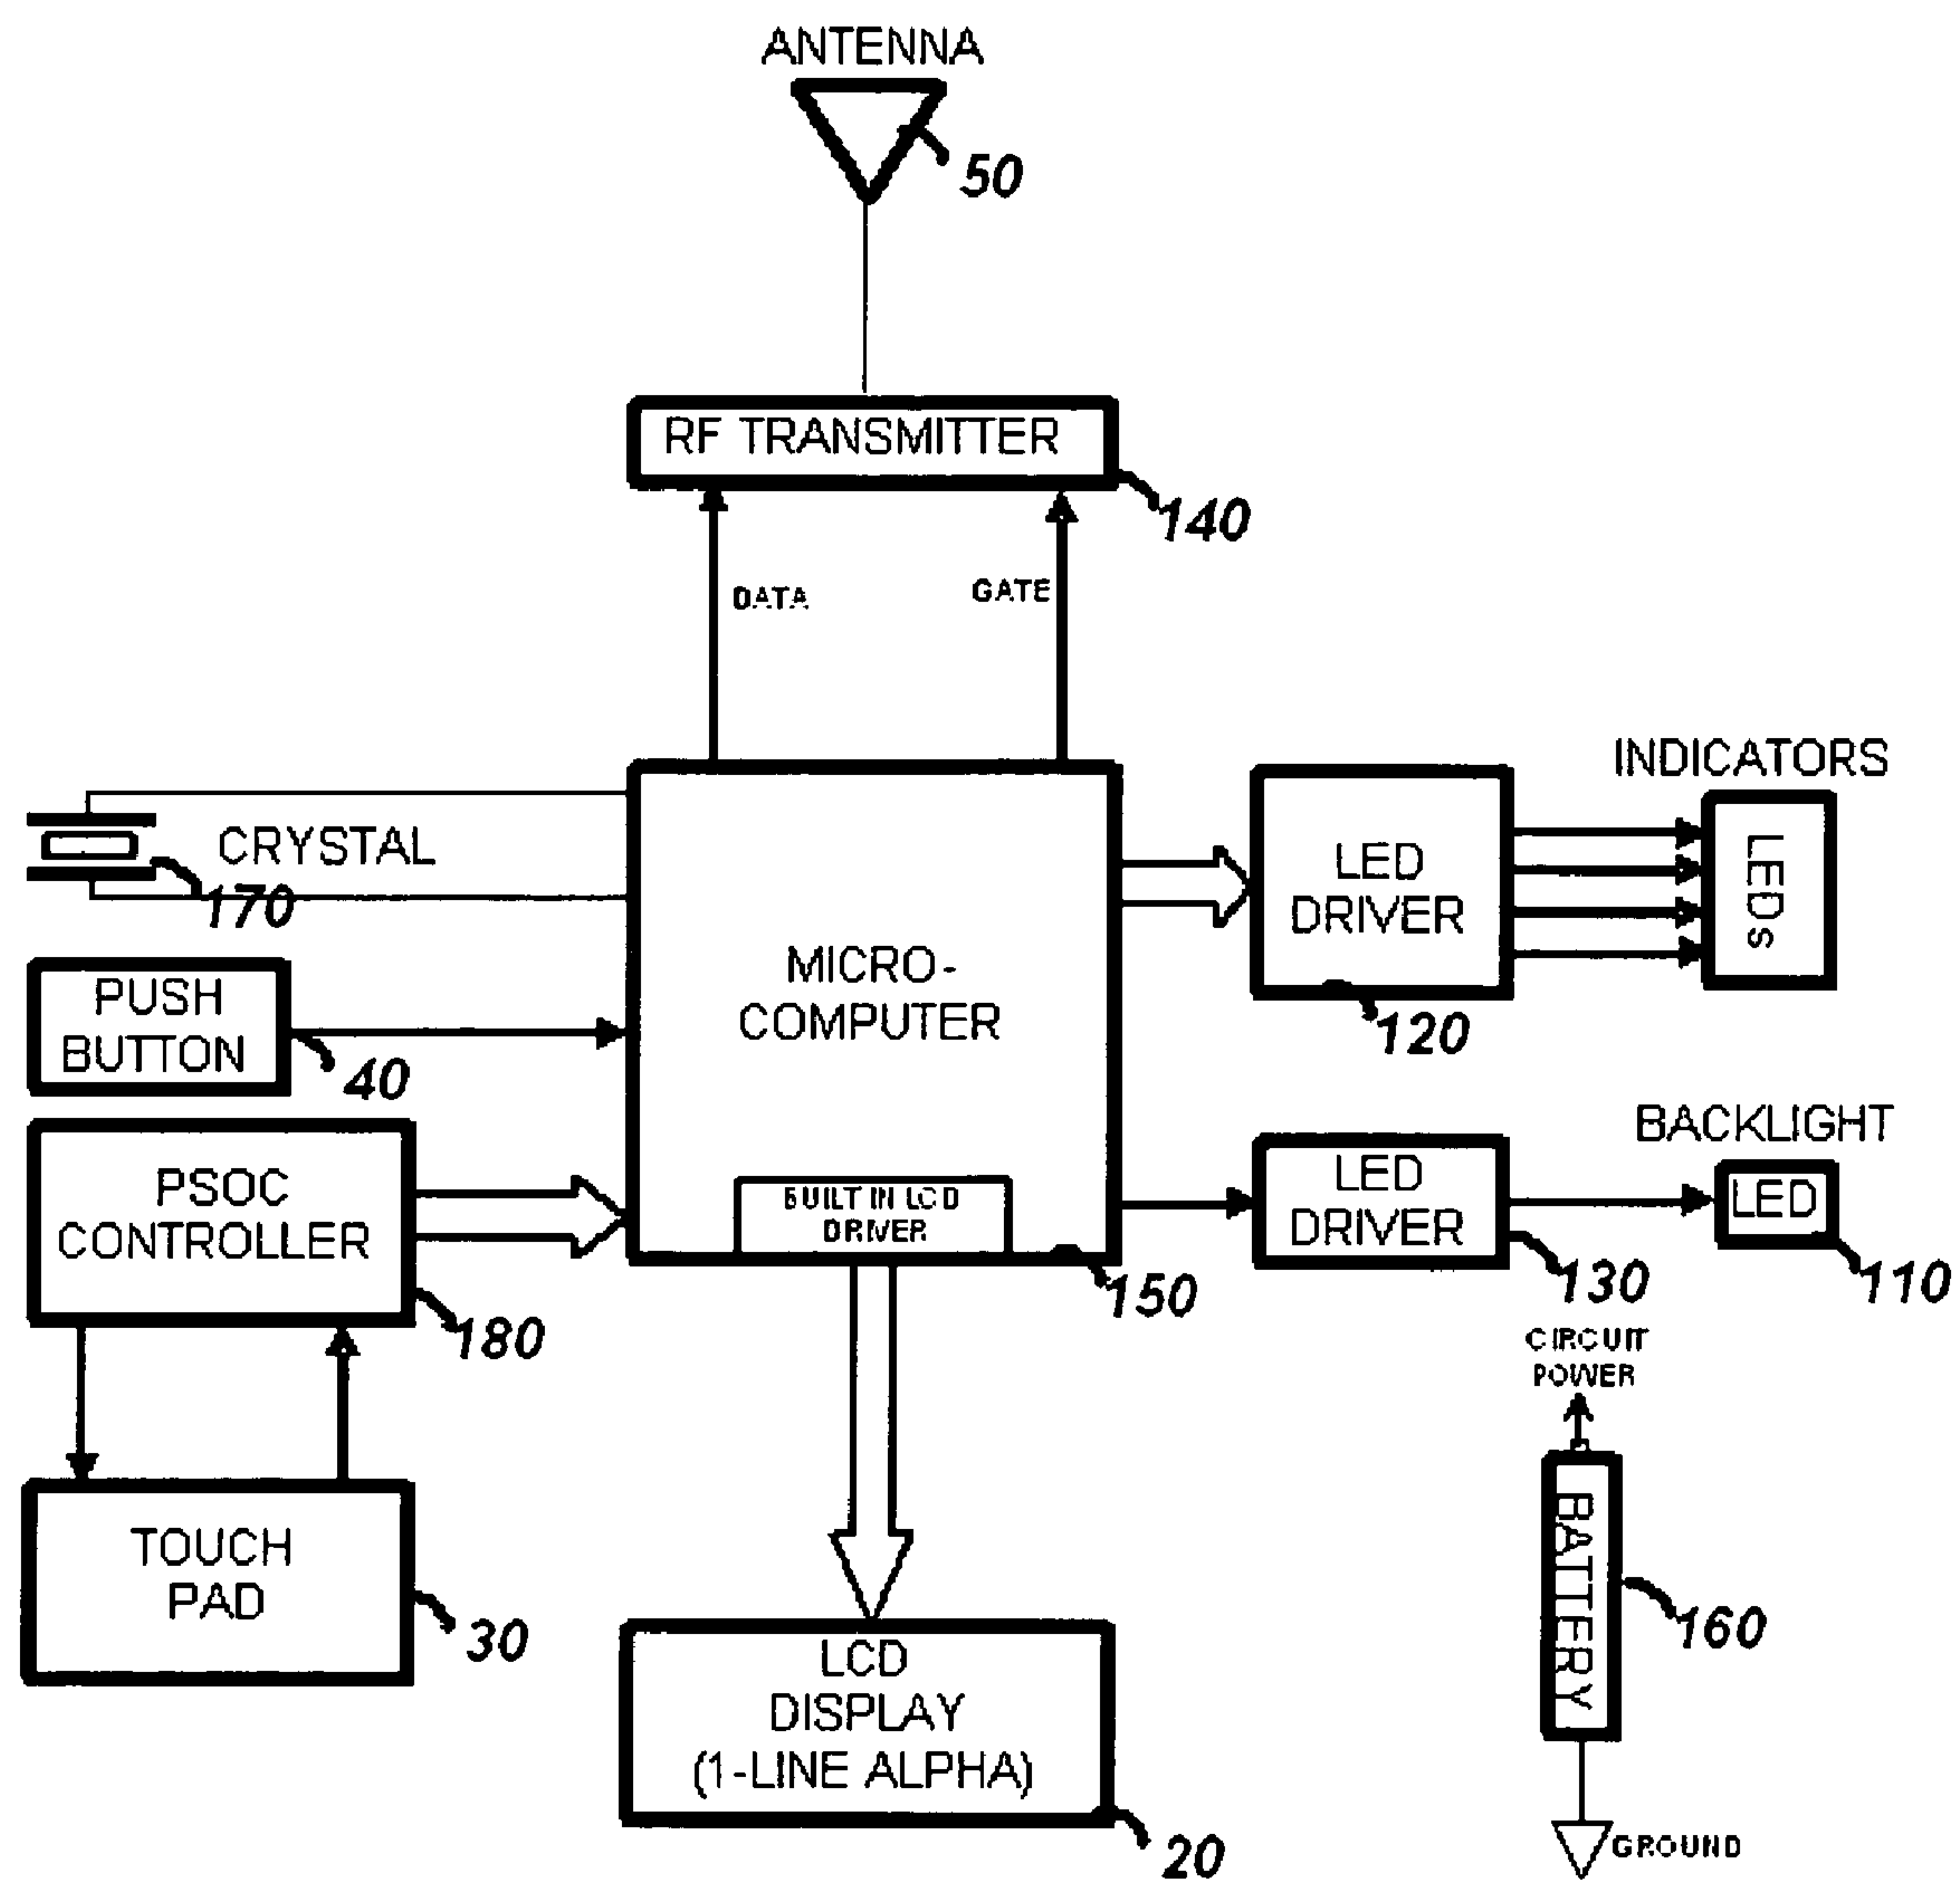 ANTENNA
50
RF TRANSMITTER
140
DATA
GATE
INDICATORS
CRYSTAL
170
LED
DRIVER
LEDs
120
MICRO-
COMPUTER
PUSH
BUTTON
40
BACKLIGHT
PSOC
CONTROLLER
180
BUILT IN LCD
DRIVER
150
LED
DRIVER
130
LED
110
CIRCUIT
POWER
BATTERY
160
GROUND
TOUCH
PAD
30
LCD
DISPLAY
(1-LINE ALPHA)
20